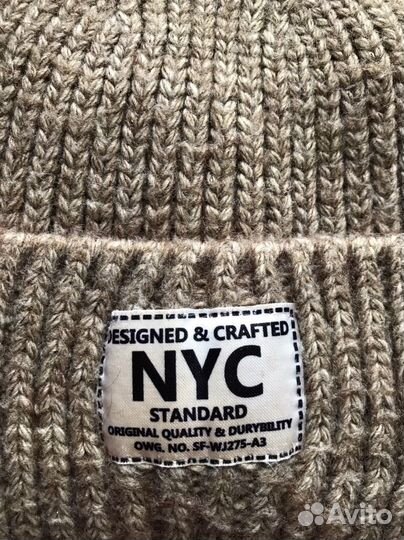 DESIGNED & CRAFTED
NYC
STANDARD
ORIGINAL QUALITY & DURYBILITY
OWG. NO. SF-WJ275-A3
Avito